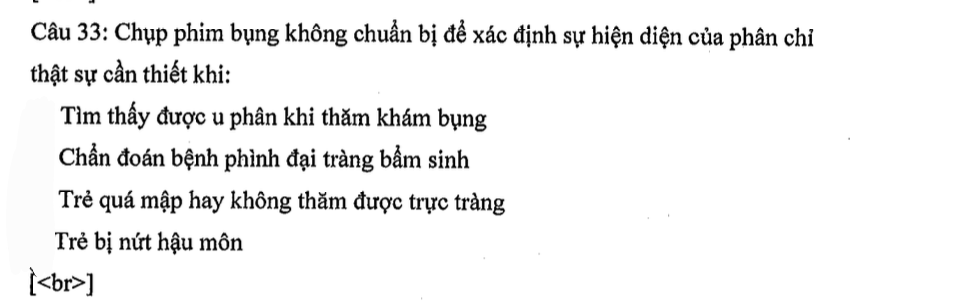 Câu 33: Chụp phim bụng không chuẩn bị để xác định sự hiện diện của phân chỉ
thật sự cần thiết khi:
Tìm thấy được u phân khi thăm khám bụng
Chẩn đoán bệnh phình đại tràng bẩm sinh
Trẻ quá mập hay không thăm được trực tràng
Trẻ bị nứt hậu môn
[<br>]